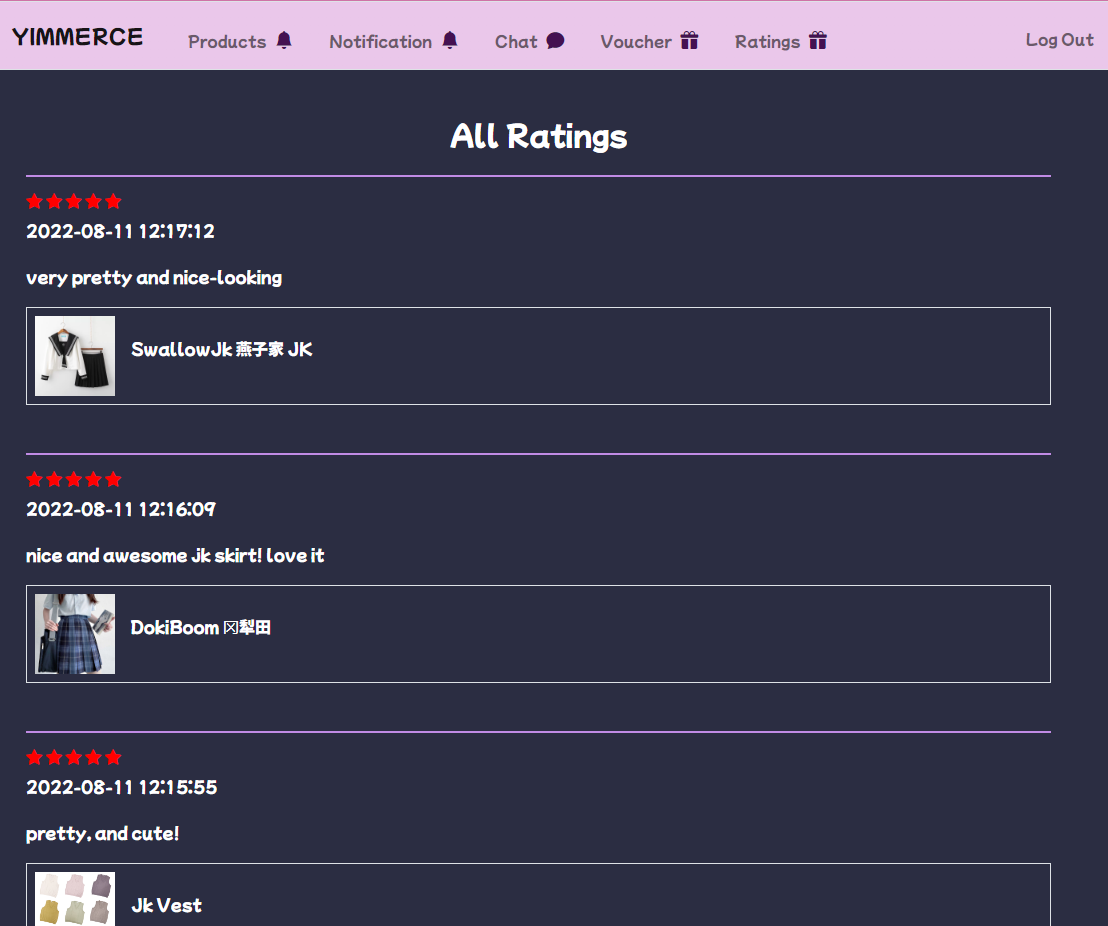 YIMMERCE Products Notification Chat Voucher Ratings Log Out
All Ratings
2022-08-11 12:17:12
very pretty and nice-looking
SwallowJk 燕子家 JK
2022-08-11 12:16:09
nice and awesome jk skirt! love it
DokiBoom 犁田
2022-08-11 12:15:55
pretty, and cute!
Jk Vest